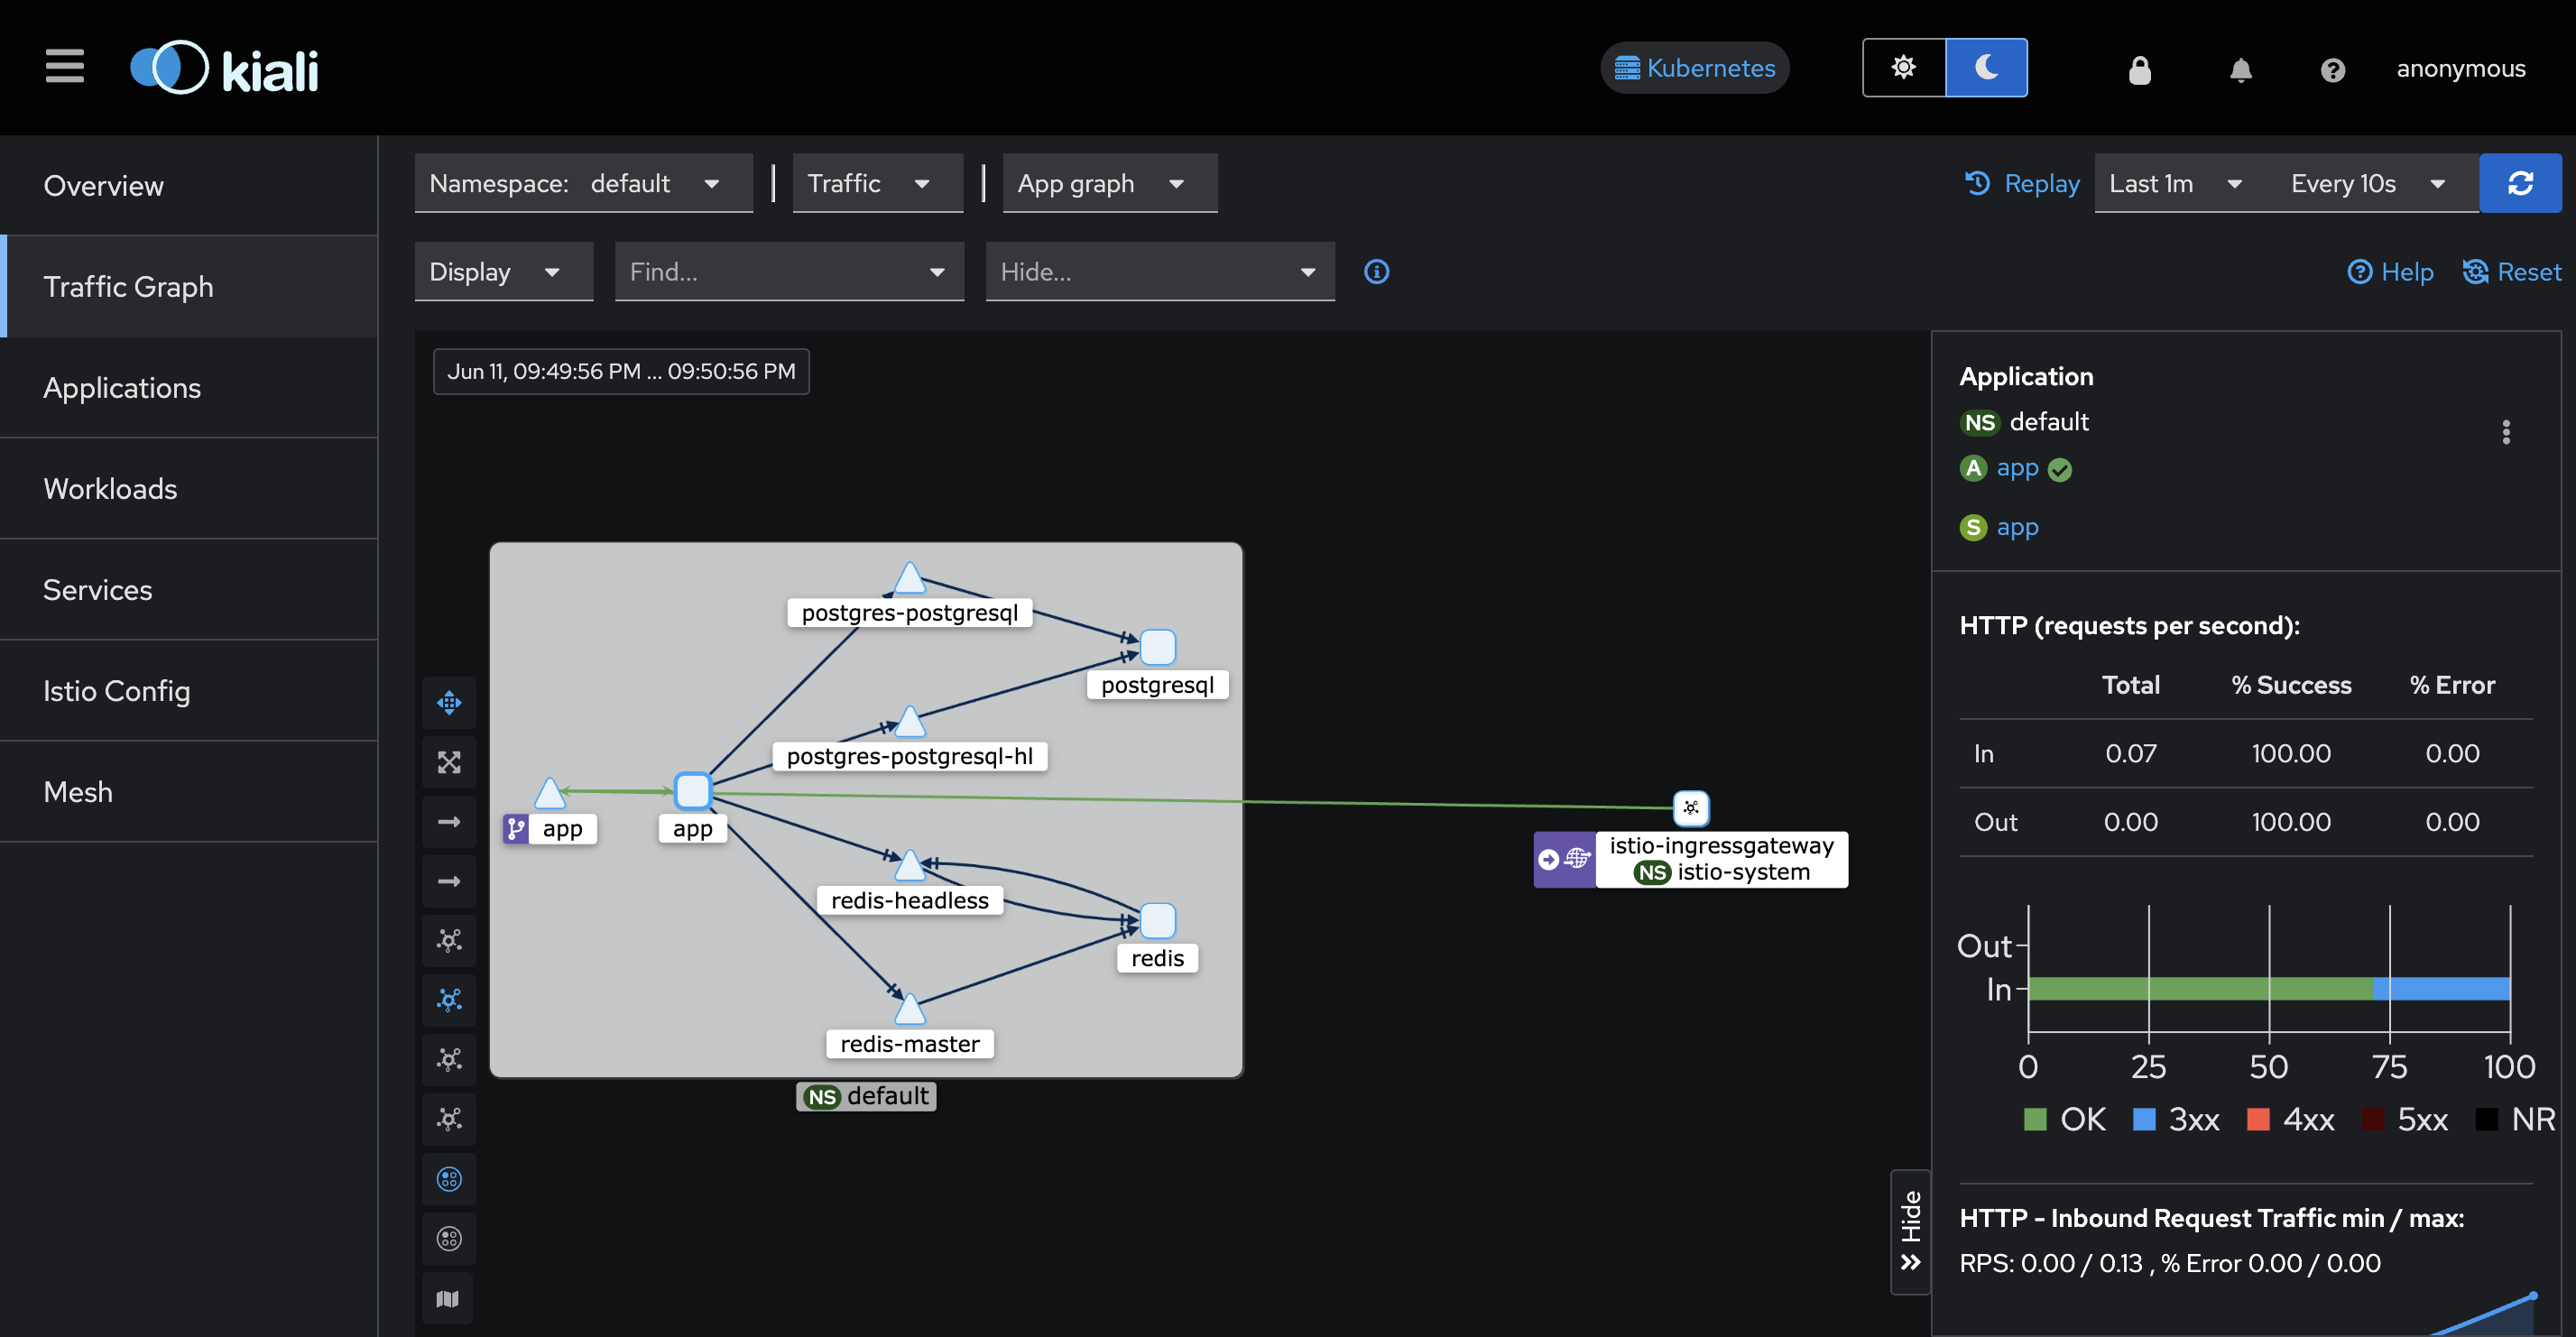 kiali
Kubernetes
anonymous
Overview
Traffic Graph
Applications
Workloads
Services
Istio Config
Mesh
Namespace: default
Traffic
App graph
Replay
Last 1m
Every 10s
Display
Find...
Hide...
Help
Reset
Jun 11, 09:49:56 PM ... 09:50:56 PM
postgres-postgresql
postgresql
postgres-postgresql-hl
app
app
redis-headless
redis
redis-master
NS default
istio-ingressgateway
NS istio-system
Hide
Application
NS default
A app
S app
HTTP (requests per second):
Total % Success % Error
In 0.07 100.00 0.00
Out 0.00 100.00 0.00
Out
In
0 25 50 75 100
OK 3xx 4xx 5xx NR
HTTP - Inbound Request Traffic min / max:
RPS: 0.00 / 0.13 , % Error 0.00 / 0.00